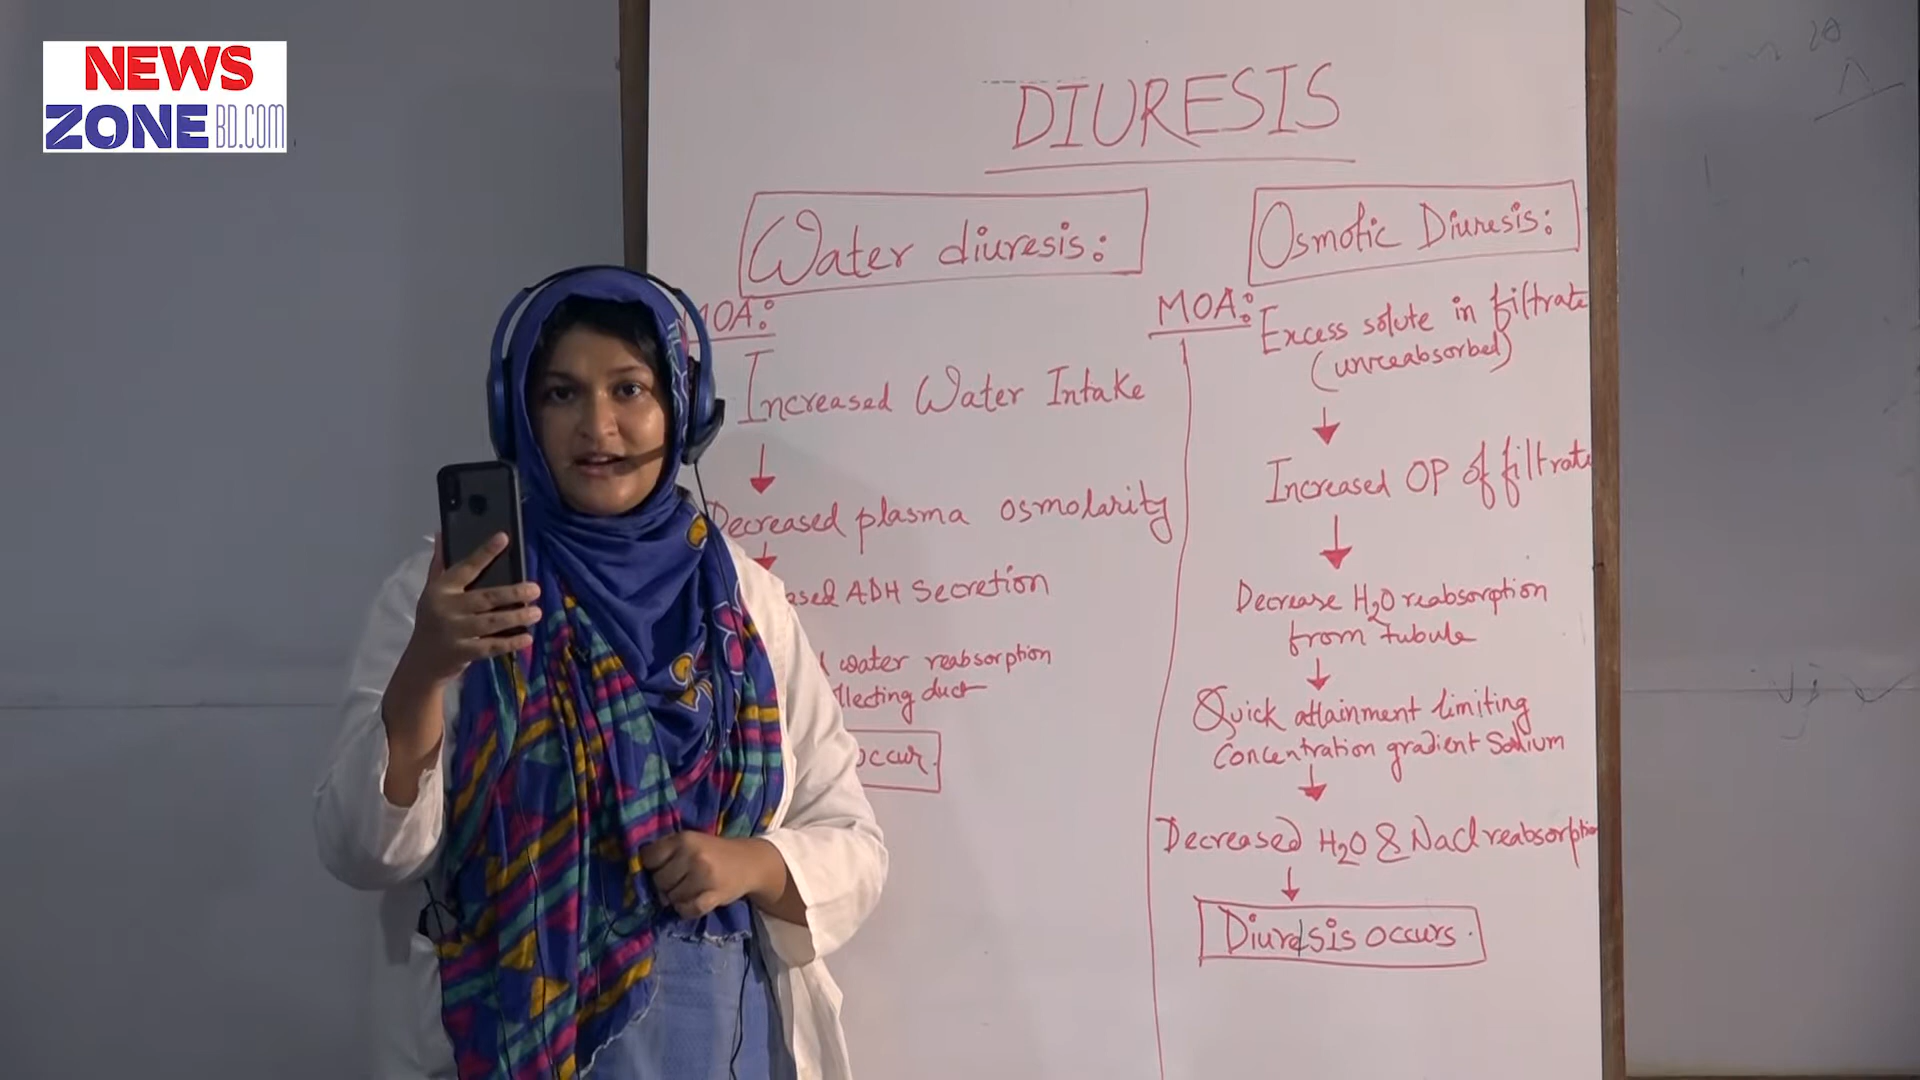 NEWS
ZONE BD.COM
DIURESIS
Water diuresis:
MOA:
Increased Water Intake
Decreased plasma osmolarity
ADH Secretion
water reabsorption
duct
occur.
Osmotic Diuresis:
MOA: Excess solute in filtrate
(unreabsorbed)
Increased OP of filtrate
Decrease H₂O reabsorption
from tubule
Quick attainment limiting
Concentration gradient Sodium
Decreased H₂O & NaCl reabsorption
Diuresis occurs.